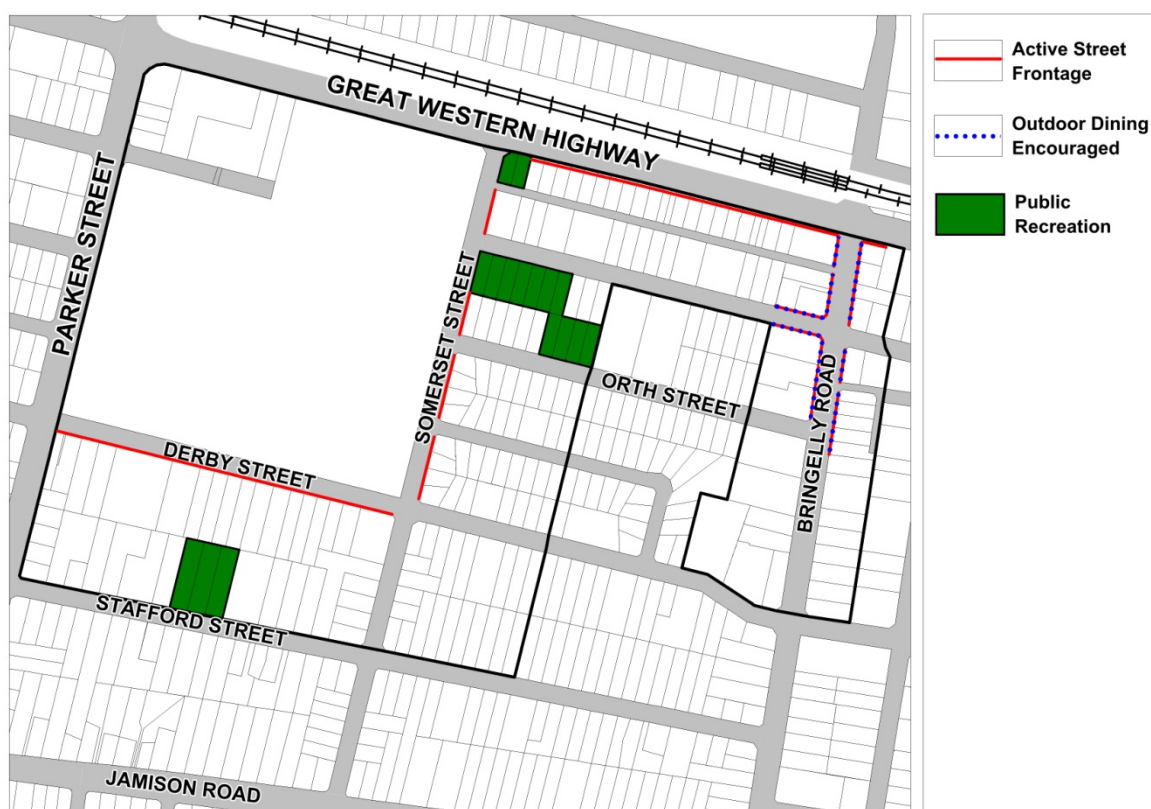 GREAT WESTERN HIGHWAY
PARKER STREET
SOMERSET STREET
ORTH STREET
BRINGELLY ROAD
DERBY STREET
STAFFORD STREET
JAMISON ROAD
Active Street
Frontage
Outdoor Dining
Encouraged
Public
Recreation